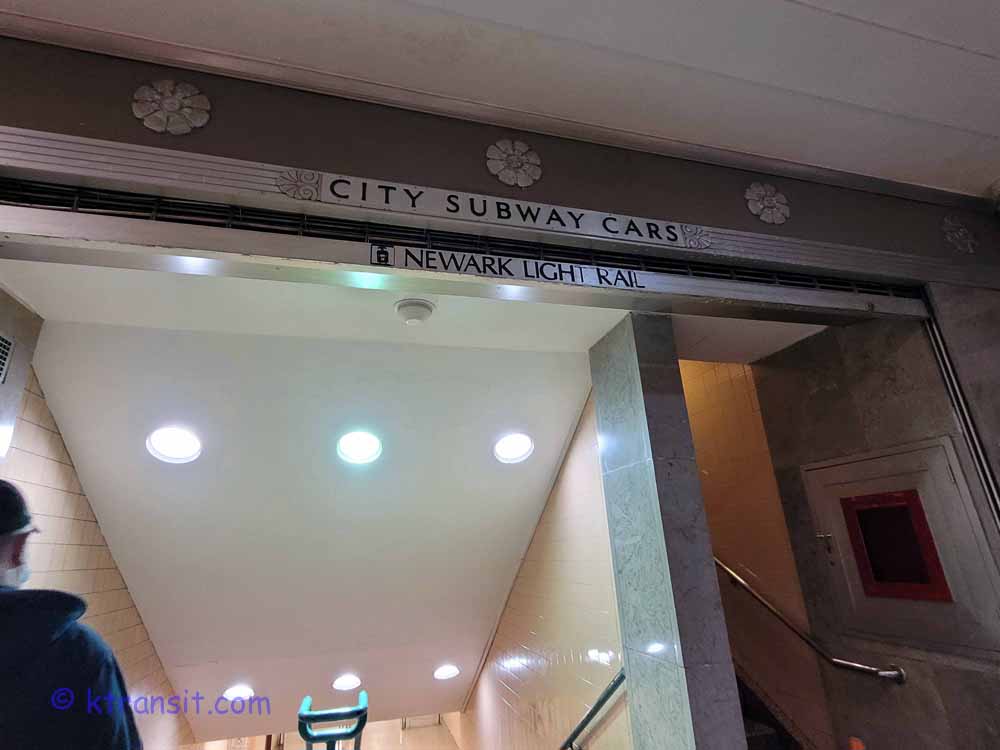 CITY SUBWAY CARS
NEWARK LIGHT RAIL
© ktransit.com